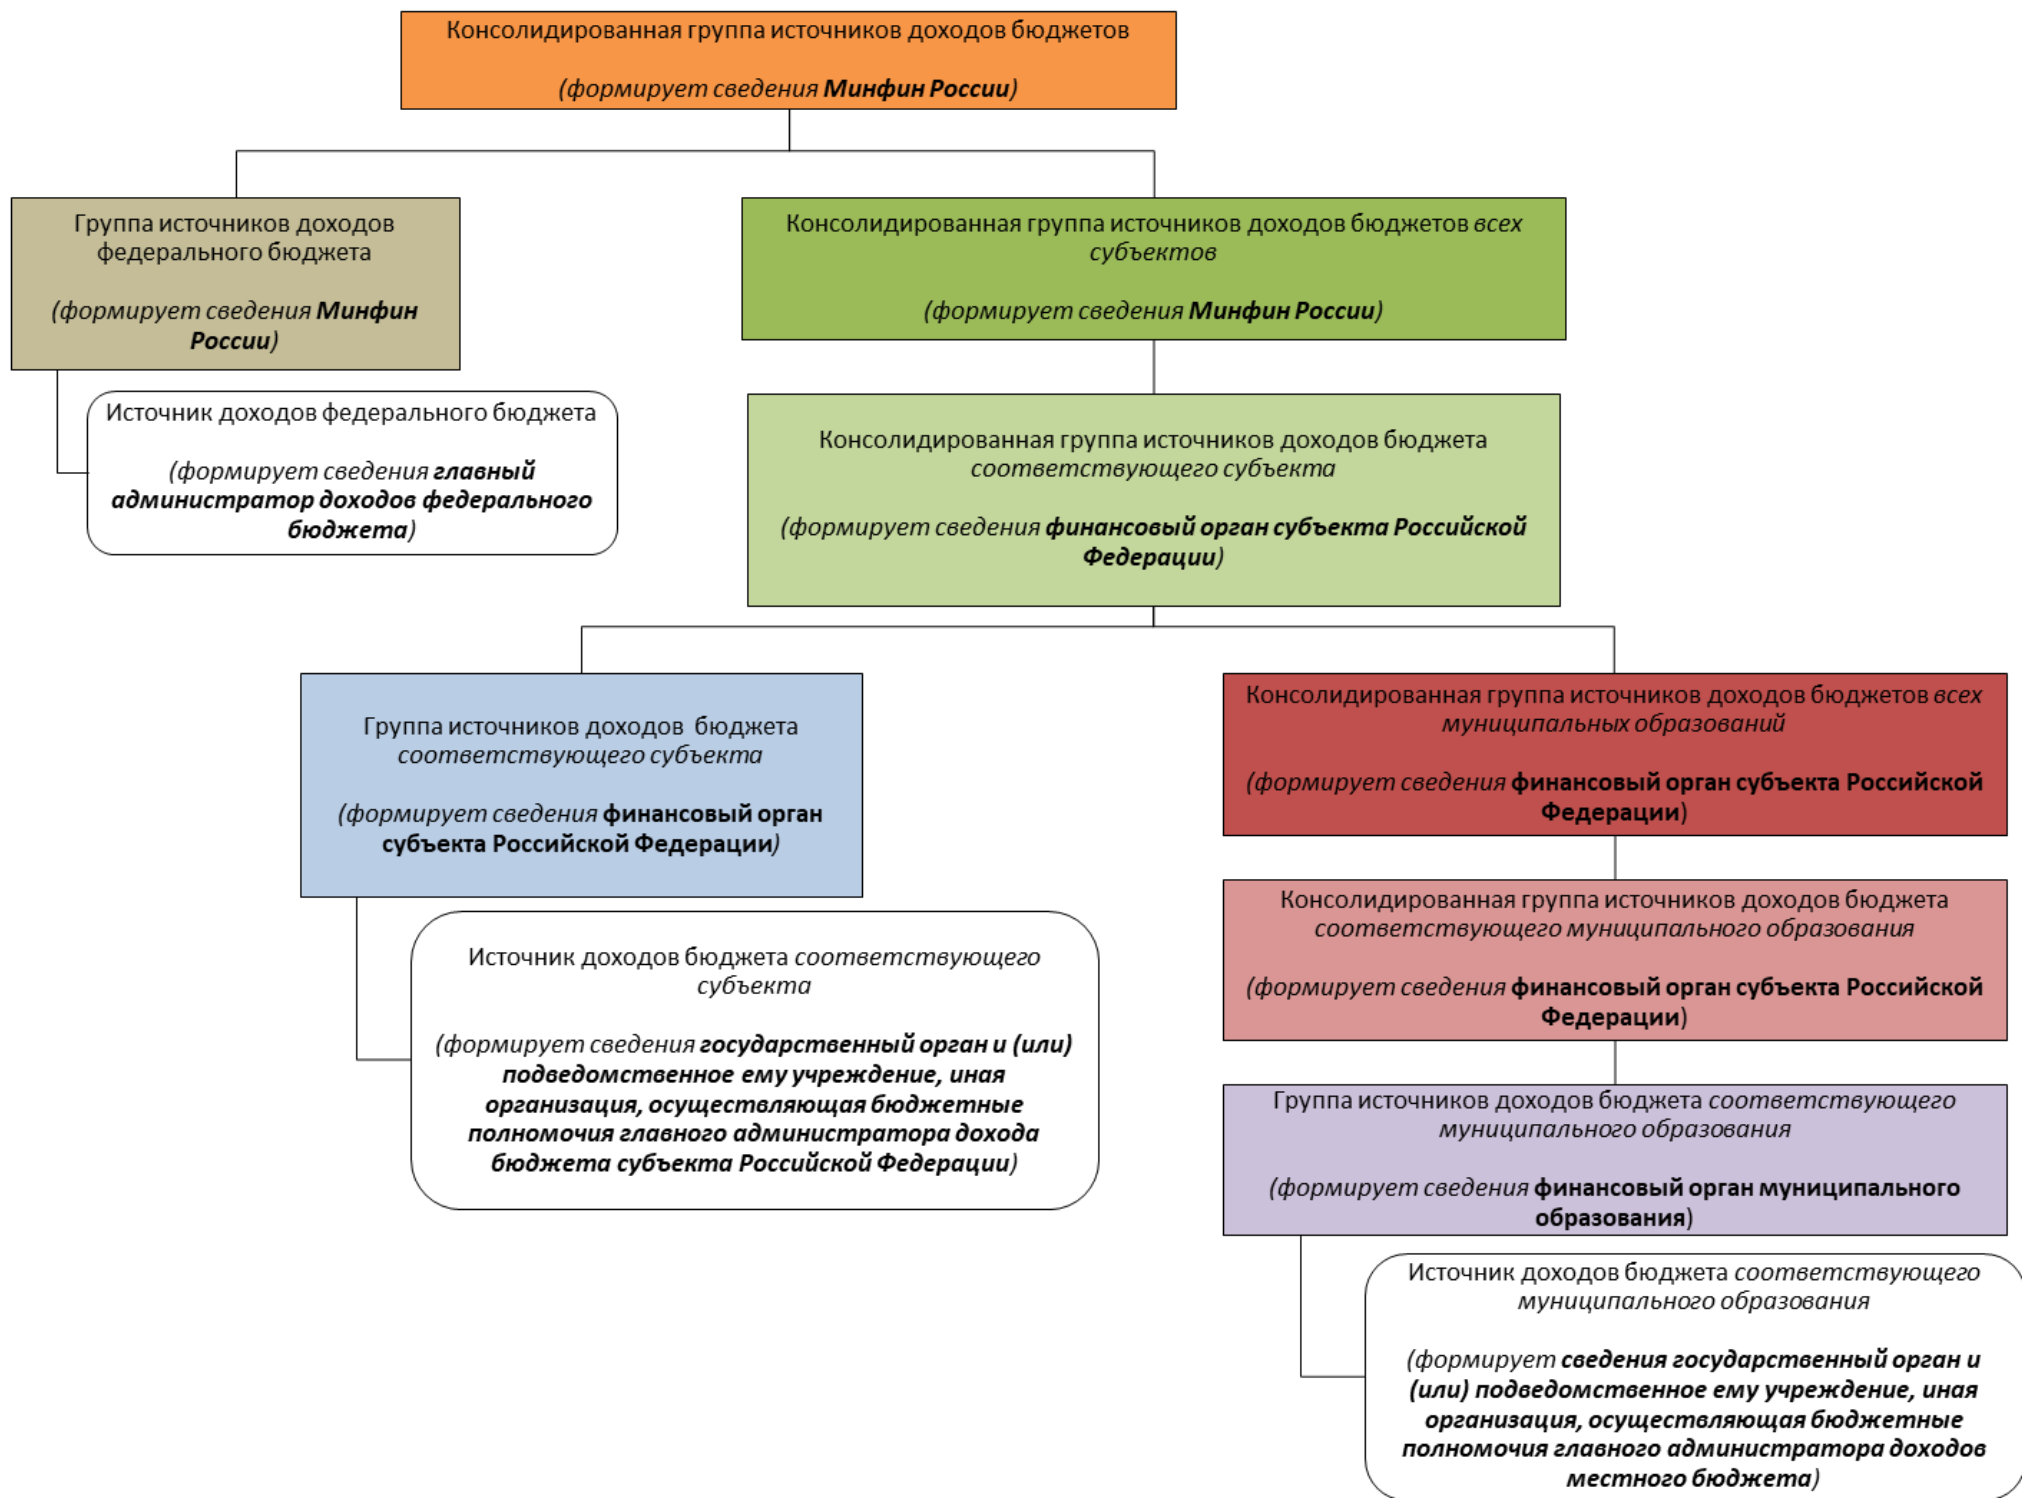 Консолидированная группа источников доходов бюджетов
(формирует сведения Минфин России)
Группа источников доходов
федерального бюджета
(формирует сведения Минфин
России)
Консолидированная группа источников доходов бюджетов всех
субъектов
(формирует сведения Минфин России)
Источник доходов федерального бюджета
(формирует сведения главный
администратор доходов федерального
бюджета)
Консолидированная группа источников доходов бюджета
соответствующего субъекта
(формирует сведения финансовый орган субъекта Российской
Федерации)
Группа источников доходов  бюджета
соответствующего субъекта
(формирует сведения финансовый орган
субъекта Российской Федерации)
Консолидированная группа источников доходов бюджетов всех
муниципальных образований
(формирует сведения финансовый орган субъекта Российской
Федерации)
Источник доходов бюджета соответствующего
субъекта
(формирует сведения государственный орган и (или)
подведомственное ему учреждение, иная
организация, осуществляющая бюджетные
полномочия главного администратора дохода
бюджета субъекта Российской Федерации)
Консолидированная группа источников доходов бюджета
соответствующего муниципального образования
(формирует сведения финансовый орган субъекта Российской
Федерации)
Группа источников доходов бюджета соответствующего
муниципального образования
(формирует сведения финансовый орган муниципального
образования)
Источник доходов бюджета соответствующего
муниципального образования
(формирует сведения государственный орган и
(или) подведомственное ему учреждение, иная
организация, осуществляющая бюджетные
полномочия главного администратора доходов
местного бюджета)